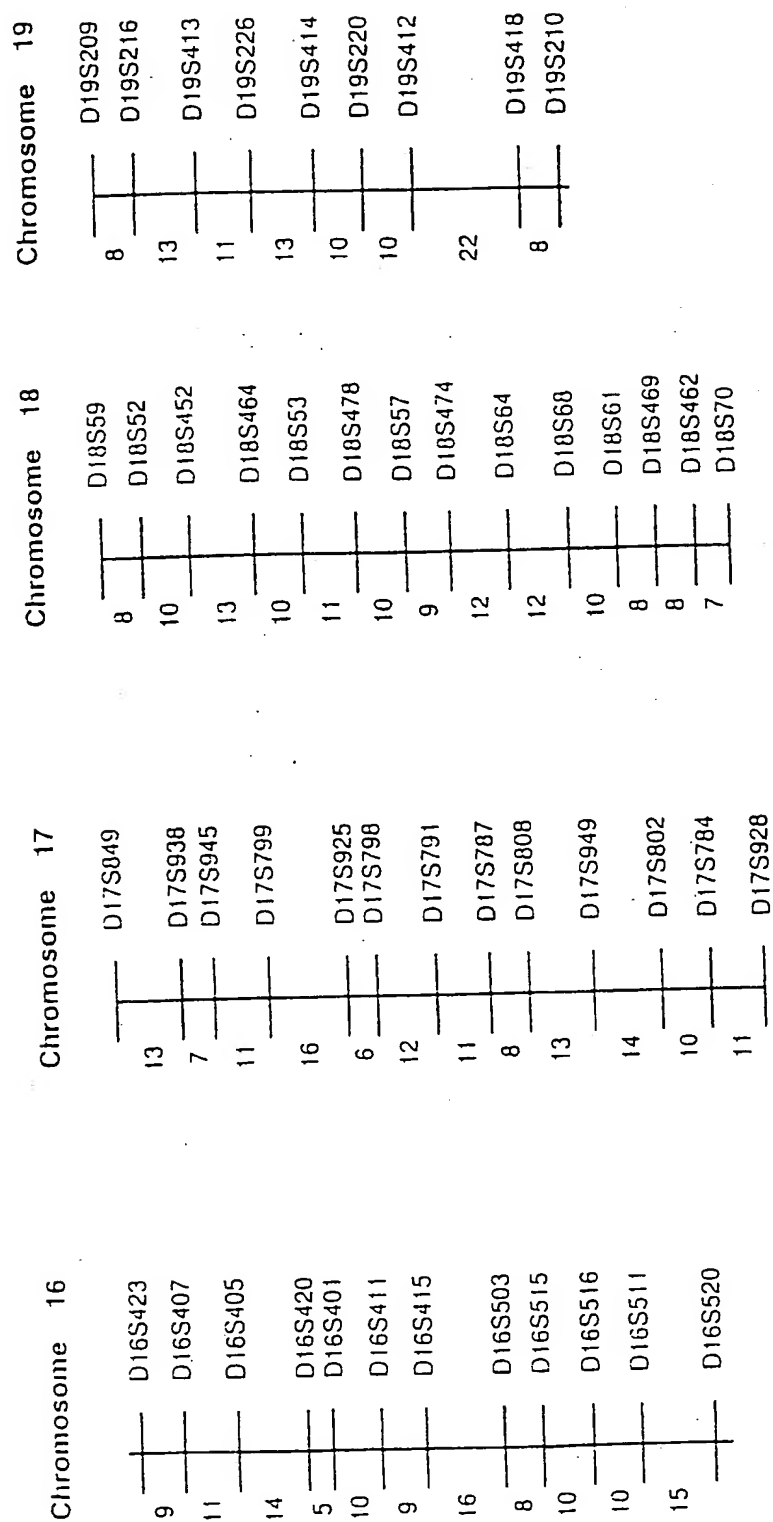 Chromosome 16
D16S423
9
D16S407
11
D16S405
14
D16S420
5
D16S401
10
D16S411
9
D16S415
16
D16S503
8
D16S515
10
D16S516
10
D16S511
15
D16S520
Chromosome 17
D17S849
13
D17S938
7
D17S945
11
D17S799
16
D17S925
6
D17S798
12
D17S791
11
D17S787
8
D17S808
13
D17S949
14
D17S802
10
D17S784
11
D17S928
Chromosome 18
D18S59
8
D18S52
10
D18S452
13
D18S464
10
D18S53
11
D18S478
10
D18S57
9
D18S474
12
D18S64
12
D18S68
10
D18S61
8
D18S469
8
D18S462
7
D18S70
Chromosome 19
D19S209
8
D19S216
13
D19S413
11
D19S226
13
D19S414
10
D19S220
10
D19S412
22
D19S418
8
D19S210